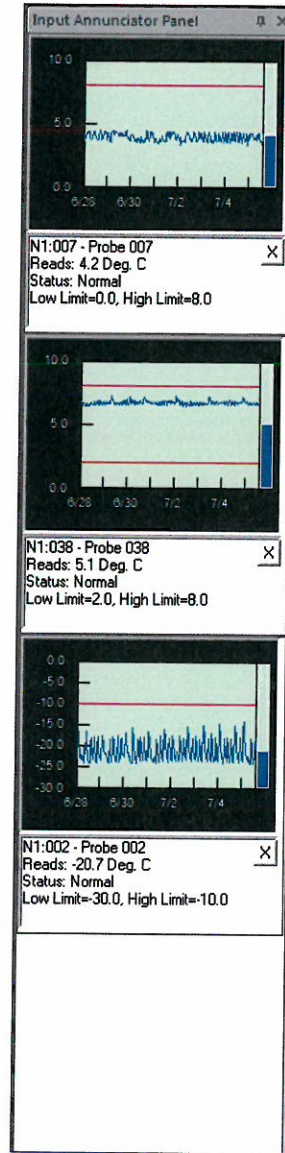 Input Annunciator Panel
10.0
5.0
0.0
6/28 6/30 7/2 7/4
N1:007 - Probe 007
Reads: 4.2 Deg. C
Status: Normal
Low Limit=0.0, High Limit=8.0
10.0
5.0
0.0
6/28 6/30 7/2 7/4
N1:038 - Probe 038
Reads: 5.1 Deg. C
Status: Normal
Low Limit=2.0, High Limit=8.0
0.0
-5.0
-10.0
-15.0
-20.0
-25.0
-30.0
6/28 6/30 7/2 7/4
N1:002 - Probe 002
Reads: -20.7 Deg. C
Status: Normal
Low Limit=-30.0, High Limit=-10.0